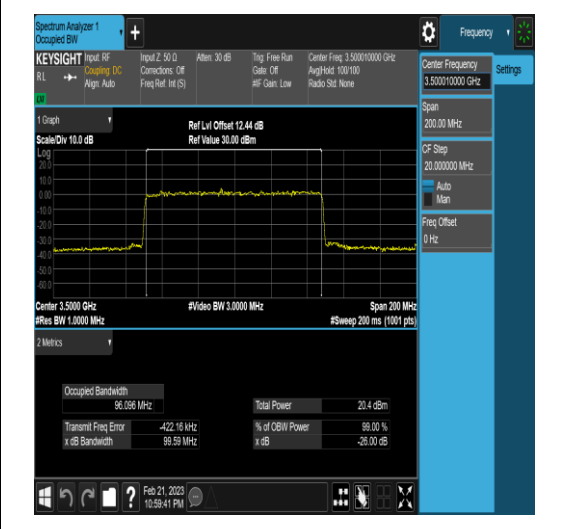 Spectrum Analyzer 1
Occupied BW
Frequency
KEYSIGHT
Input: RF
Coupling: DC
Align: Auto
RL
Input Z: 50 Ω
Corrections: Off
Freq Ref: Int (S)
Atten: 30 dB
Trig: Free Run
Gate: Off
#IF Gain: Low
Center Freq: 3.500010000 GHz
Avg|Hold: 100/100
Radio Std: None
Center Frequency
3.500010000 GHz
Settings
Span
200.00 MHz
CF Step
20.000000 MHz
Auto
Man
Freq Offset
0 Hz
1 Graph
Scale/Div 10.0 dB
Ref Lvl Offset 12.44 dB
Ref Value 30.00 dBm
Log
20.0
10.0
0.00
-10.0
-20.0
-30.0
-40.0
-50.0
-60.0
Center 3.5000 GHz
#Res BW 1.0000 MHz
#Video BW 3.0000 MHz
Span 200 MHz
#Sweep 200 ms (1001 pts)
2 Metrics
Occupied Bandwidth
96.096 MHz
Total Power 20.4 dBm
Transmit Freq Error -422.16 kHz
% of OBW Power 99.00 %
x dB Bandwidth 99.59 MHz
x dB -26.00 dB
Feb 21, 2023
10:59:41 PM